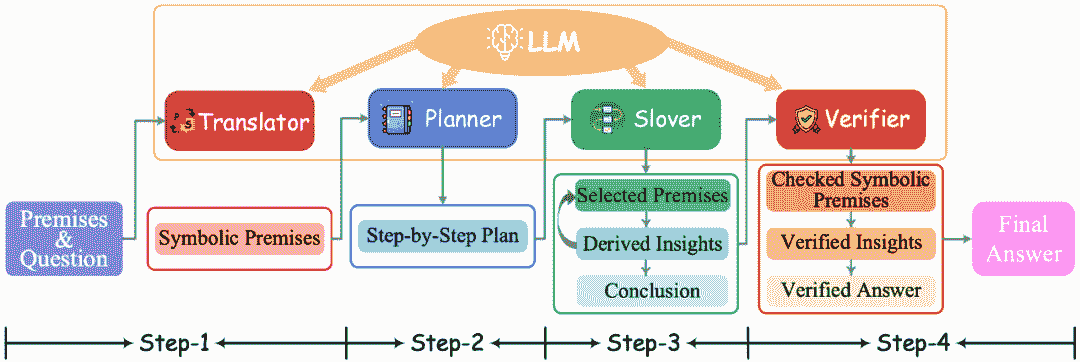 LLM
Translator
Planner
Slover
Verifier
Premises
&
Question
Symbolic Premises
Step-by-Step Plan
Selected Premises
Derived Insights
Conclusion
Checked Symbolic
Premises
Verified Insights
Verified Answer
Final
Answer
Step-1
Step-2
Step-3
Step-4